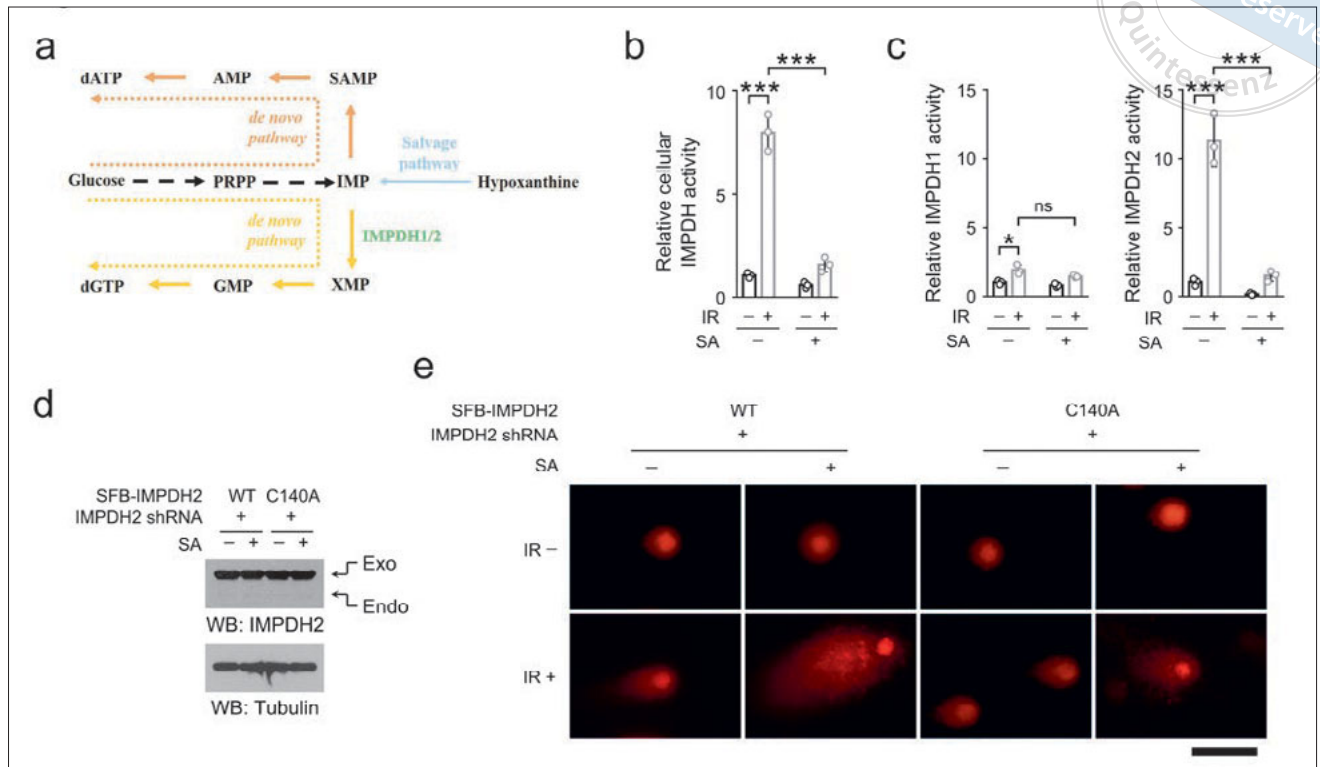 a
dATP AMP SAMP
de novo
pathway
Salvage
pathway
Glucose PRPP IMP Hypoxanthine
de novo
pathway
IMPDH1/2
dGTP GMP XMP
b
Relative cellular
IMPDH activity
10
5
0
***
***
IR − + − +
SA − +
c
Relative IMPDH1 activity
15
10
5
0
*
ns
IR − + − +
SA − +
Relative IMPDH2 activity
15
10
5
0
***
***
IR − + − +
SA − +
d
SFB-IMPDH2 WT C140A
IMPDH2 shRNA + +
SA − + − +
Exo
Endo
WB: IMPDH2
WB: Tubulin
e
SFB-IMPDH2 WT C140A
IMPDH2 shRNA + +
SA − + − +
IR −
IR +
Quintessenz